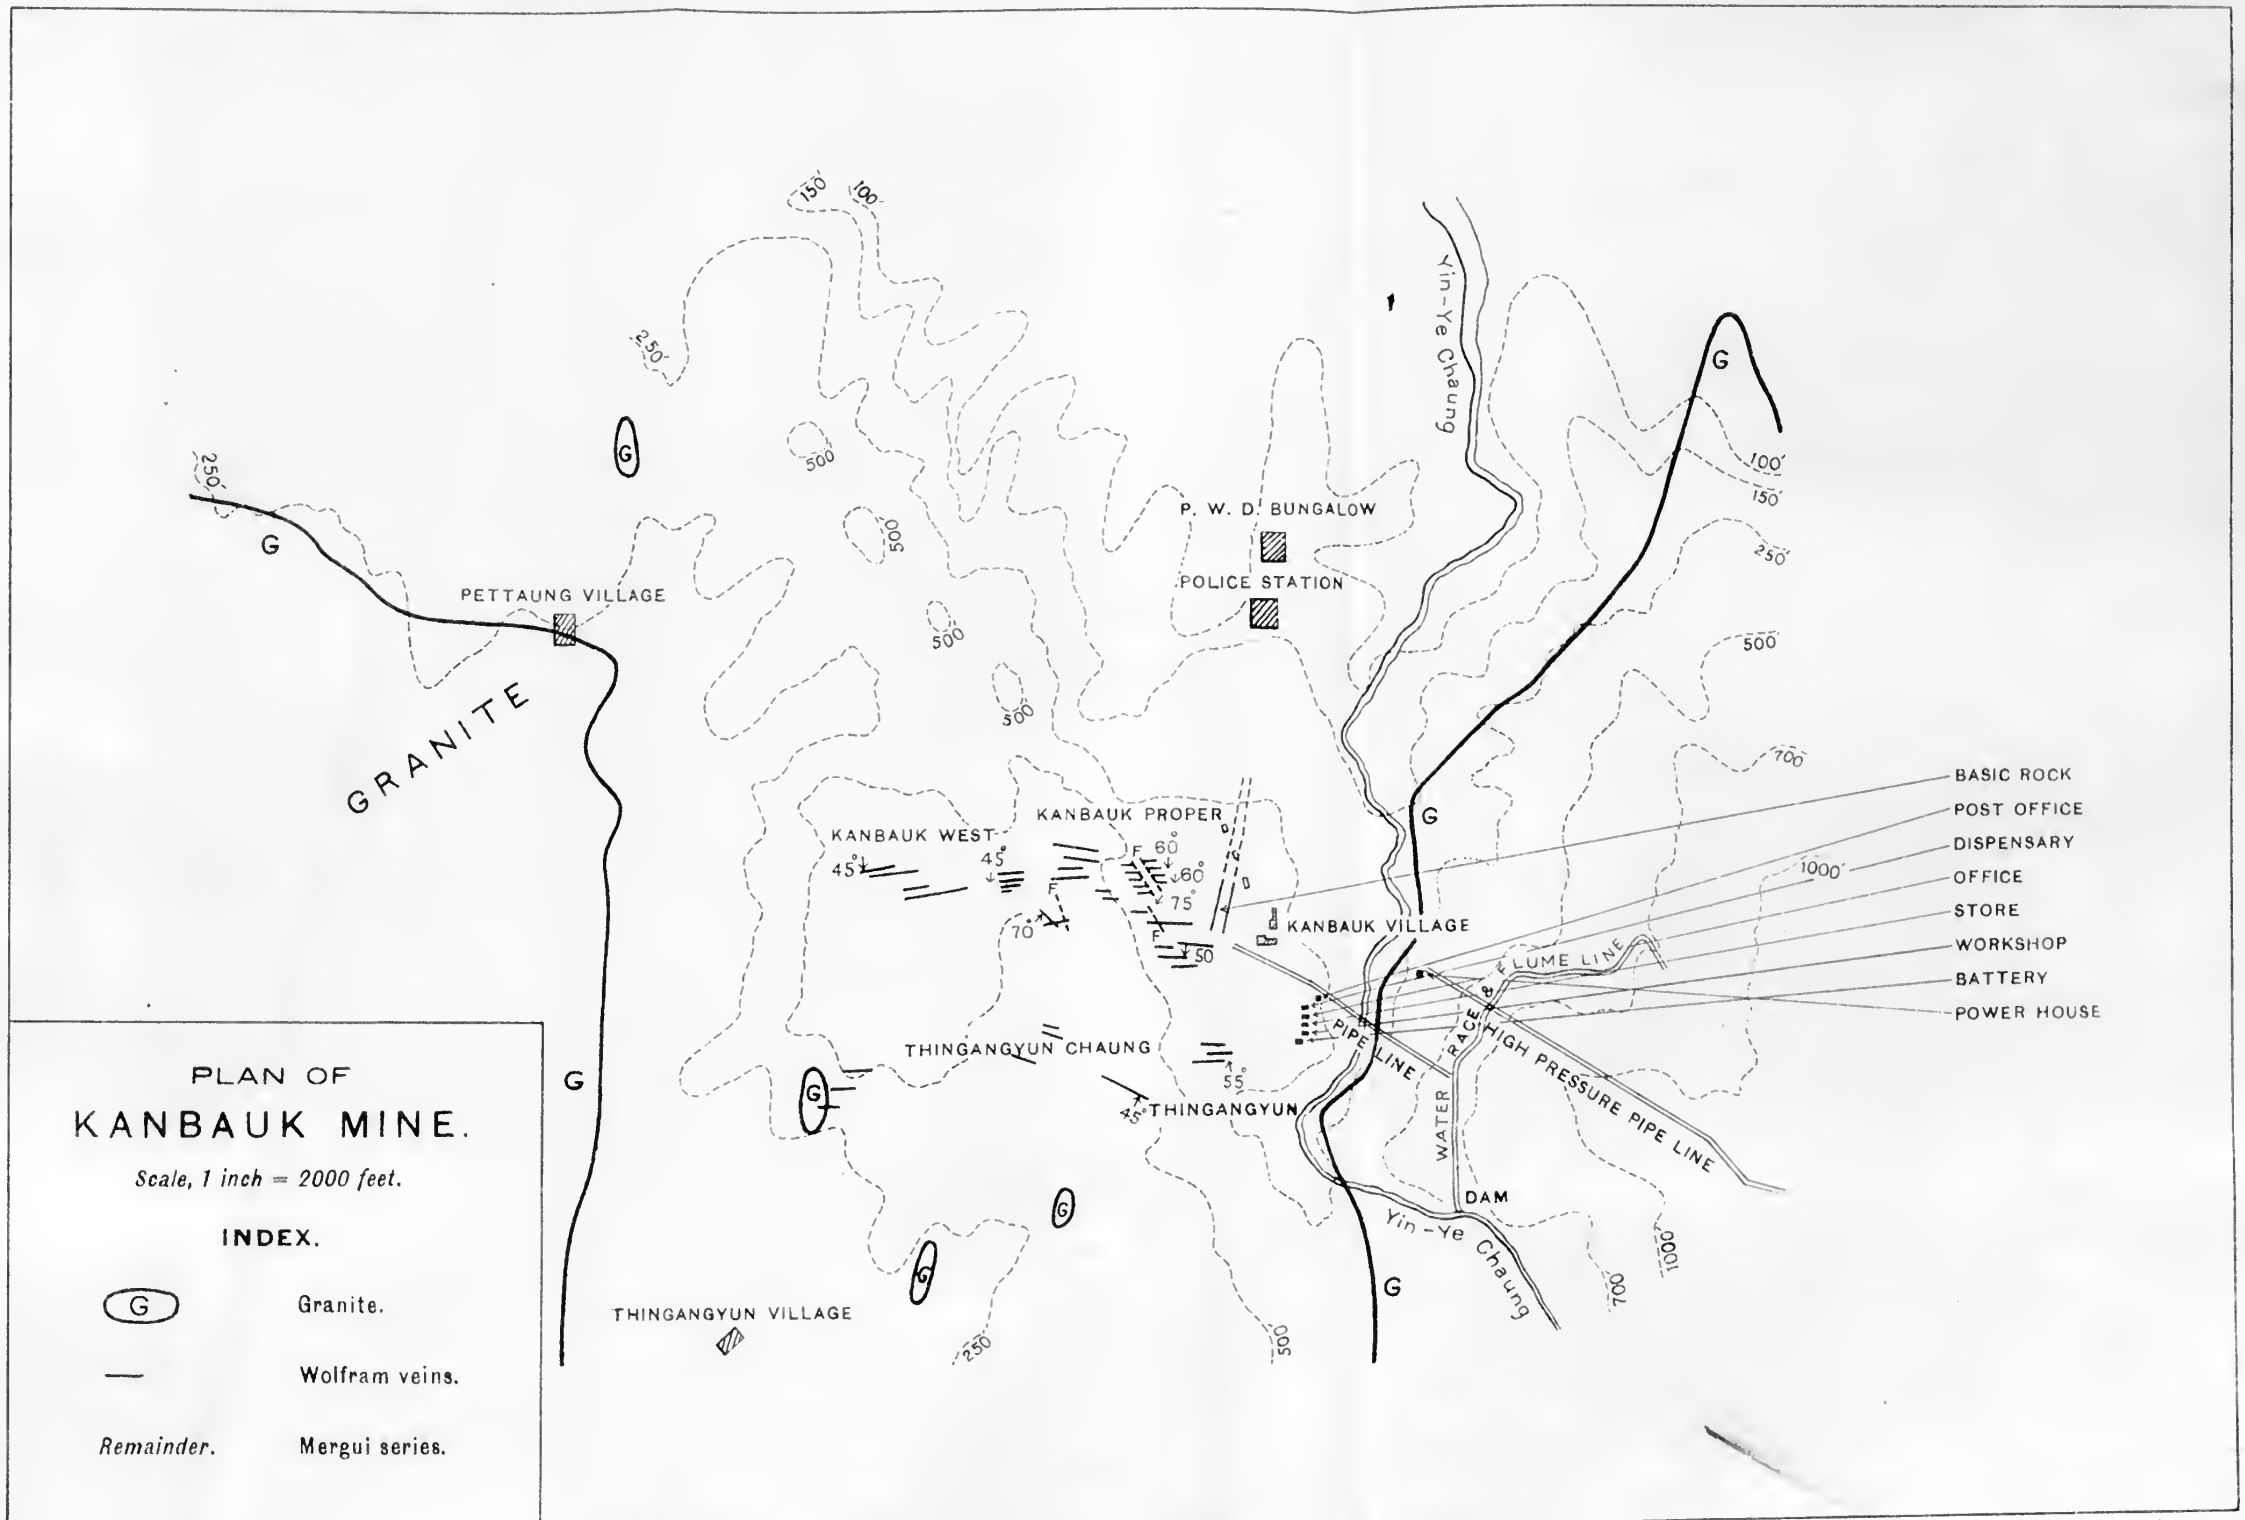 150'
100'
250'
500
500
500
500
250'
G
G
G
P. W. D. BUNGALOW
POLICE STATION
PETTAUNG VILLAGE
GRANITE
Yin-Ye Chaung
100'
150'
250'
500'
700
1000'
KANBAUK WEST
KANBAUK PROPER
45°
45°
F
60°
60°
75°
F
70°
F
50
G
KANBAUK VILLAGE
BASIC ROCK
POST OFFICE
DISPENSARY
OFFICE
STORE
WORKSHOP
BATTERY
POWER HOUSE
WATER RACE & FLUME LINE
PIPE LINE
HIGH PRESSURE PIPE LINE
THINGANGYUN CHAUNG
55°
45°
THINGANGYUN
G
G
G
G
DAM
Yin-Ye Chaung
G
THINGANGYUN VILLAGE
250'
500
700
1000
PLAN OF
KANBAUK MINE.
Scale, 1 inch = 2000 feet.
INDEX.
G Granite.
Wolfram veins.
Remainder. Mergui series.